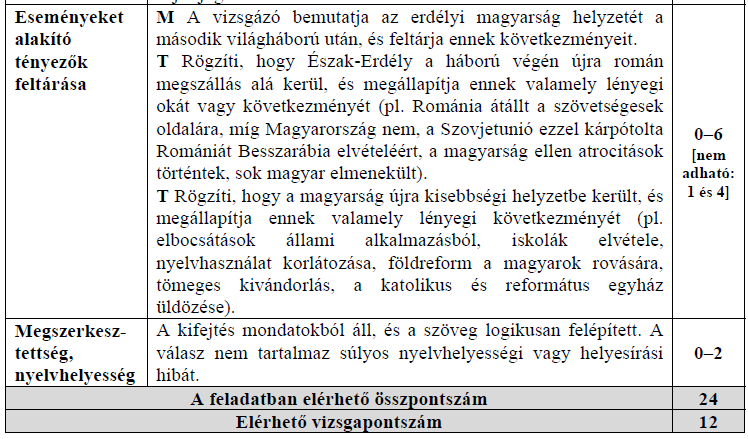 Eseményeket
alakító
tényezők
feltárása
M A vizsgázó bemutatja az erdélyi magyarság helyzetét a
második világháború után, és feltárja ennek következményeit.
T Rögzíti, hogy Észak-Erdély a háború végén újra román
megszállás alá kerül, és megállapítja ennek valamely lényegi
okát vagy következményét (pl. Románia átállt a szövetségesek
oldalára, míg Magyarország nem, a Szovjetunió ezzel kárpótolta
Romániát Besszarábia elvételéért, a magyarság ellen atrocitások
történtek, sok magyar elmenekült).
T Rögzíti, hogy a magyarság újra kisebbségi helyzetbe került, és
megállapítja ennek valamely lényegi következményét (pl.
elbocsátások állami alkalmazásból, iskolák elvétele,
nyelvhasználat korlátozása, földreform a magyarok rovására,
tömeges kivándorlás, a katolikus és református egyház
üldözése).
0–6
[nem
adható:
1 és 4]
Megszerkesz-
tettség,
nyelvhelyesség
A kifejtés mondatokból áll, és a szöveg logikusan felépített. A
válasz nem tartalmaz súlyos nyelvhelyességi vagy helyesírási
hibát.
0–2
A feladatban elérhető összpontszám 24
Elérhető vizsgapontszám 12